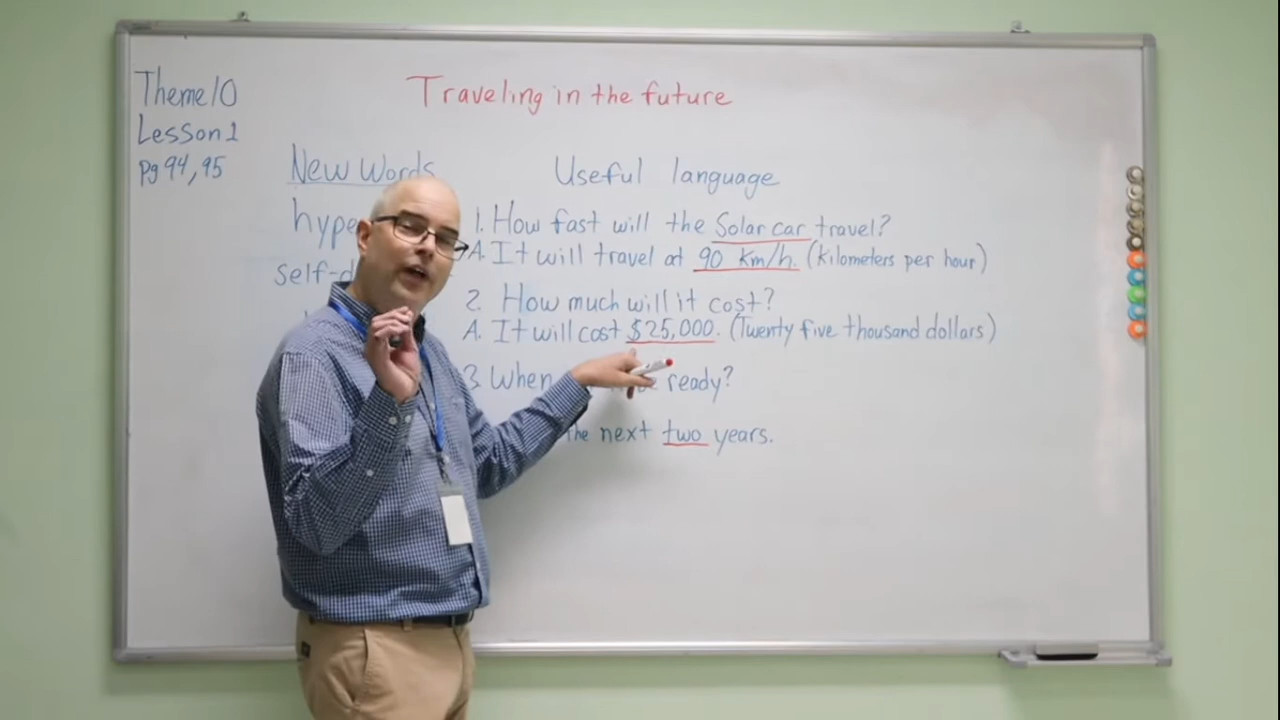 Theme 10
Lesson 1
pg 94, 95
Traveling in the future
New Words
hype
self-d
Useful language
1. How fast will the Solar car travel?
A. It will travel at 90 km/h. (kilometers per hour)
2. How much will it cost?
A. It will cost $25,000. (Twenty five thousand dollars)
3. When ready?
the next two years.